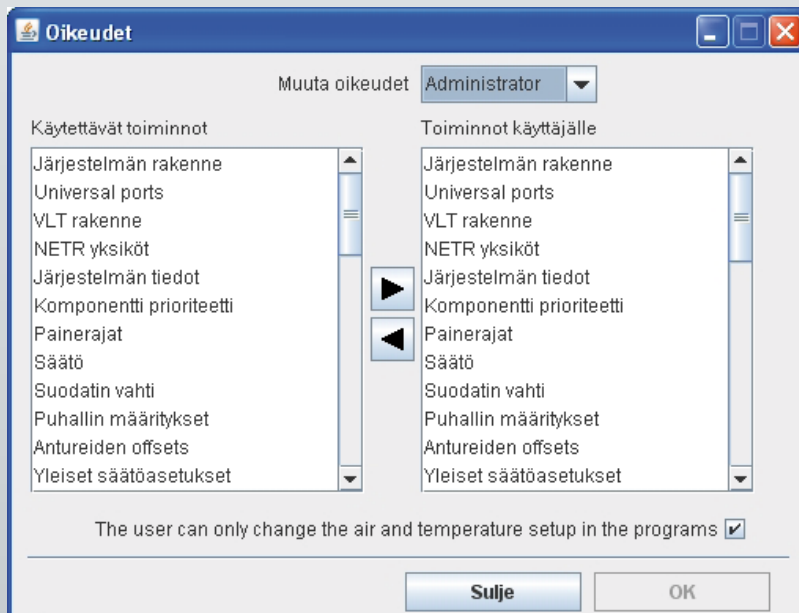 Oikeudet
Muuta oikeudet Administrator
Käytettävät toiminnot
Järjestelmän rakenne
Universal ports
VLT rakenne
NETR yksiköt
Järjestelmän tiedot
Komponentti prioriteetti
Painerajat
Säätö
Suodatin vahti
Puhallin määritykset
Antureiden offsets
Yleiset säätöasetukset
Toiminnot käyttäjälle
Järjestelmän rakenne
Universal ports
VLT rakenne
NETR yksiköt
Järjestelmän tiedot
Komponentti prioriteetti
Painerajat
Säätö
Suodatin vahti
Puhallin määritykset
Antureiden offsets
Yleiset säätöasetukset
The user can only change the air and temperature setup in the programs
Sulje
OK